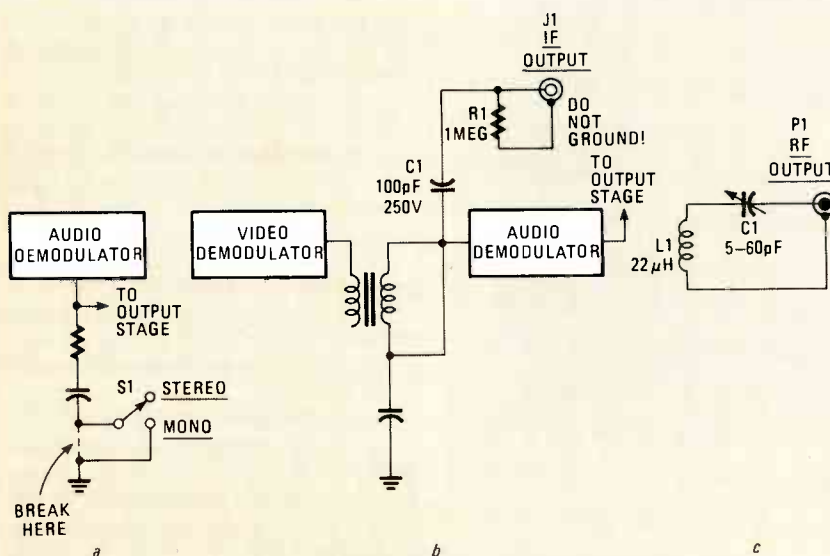 AUDIO
DEMODULATOR
TO
OUTPUT
STAGE
S1
STEREO
MONO
BREAK
HERE
a
VIDEO
DEMODULATOR
J1
IF
OUTPUT
R1
1MEG
DO
NOT
GROUND!
C1
100pF
250V
TO
OUTPUT
STAGE
AUDIO
DEMODULATOR
b
P1
RF
OUTPUT
C1
5–60pF
L1
22μH
c